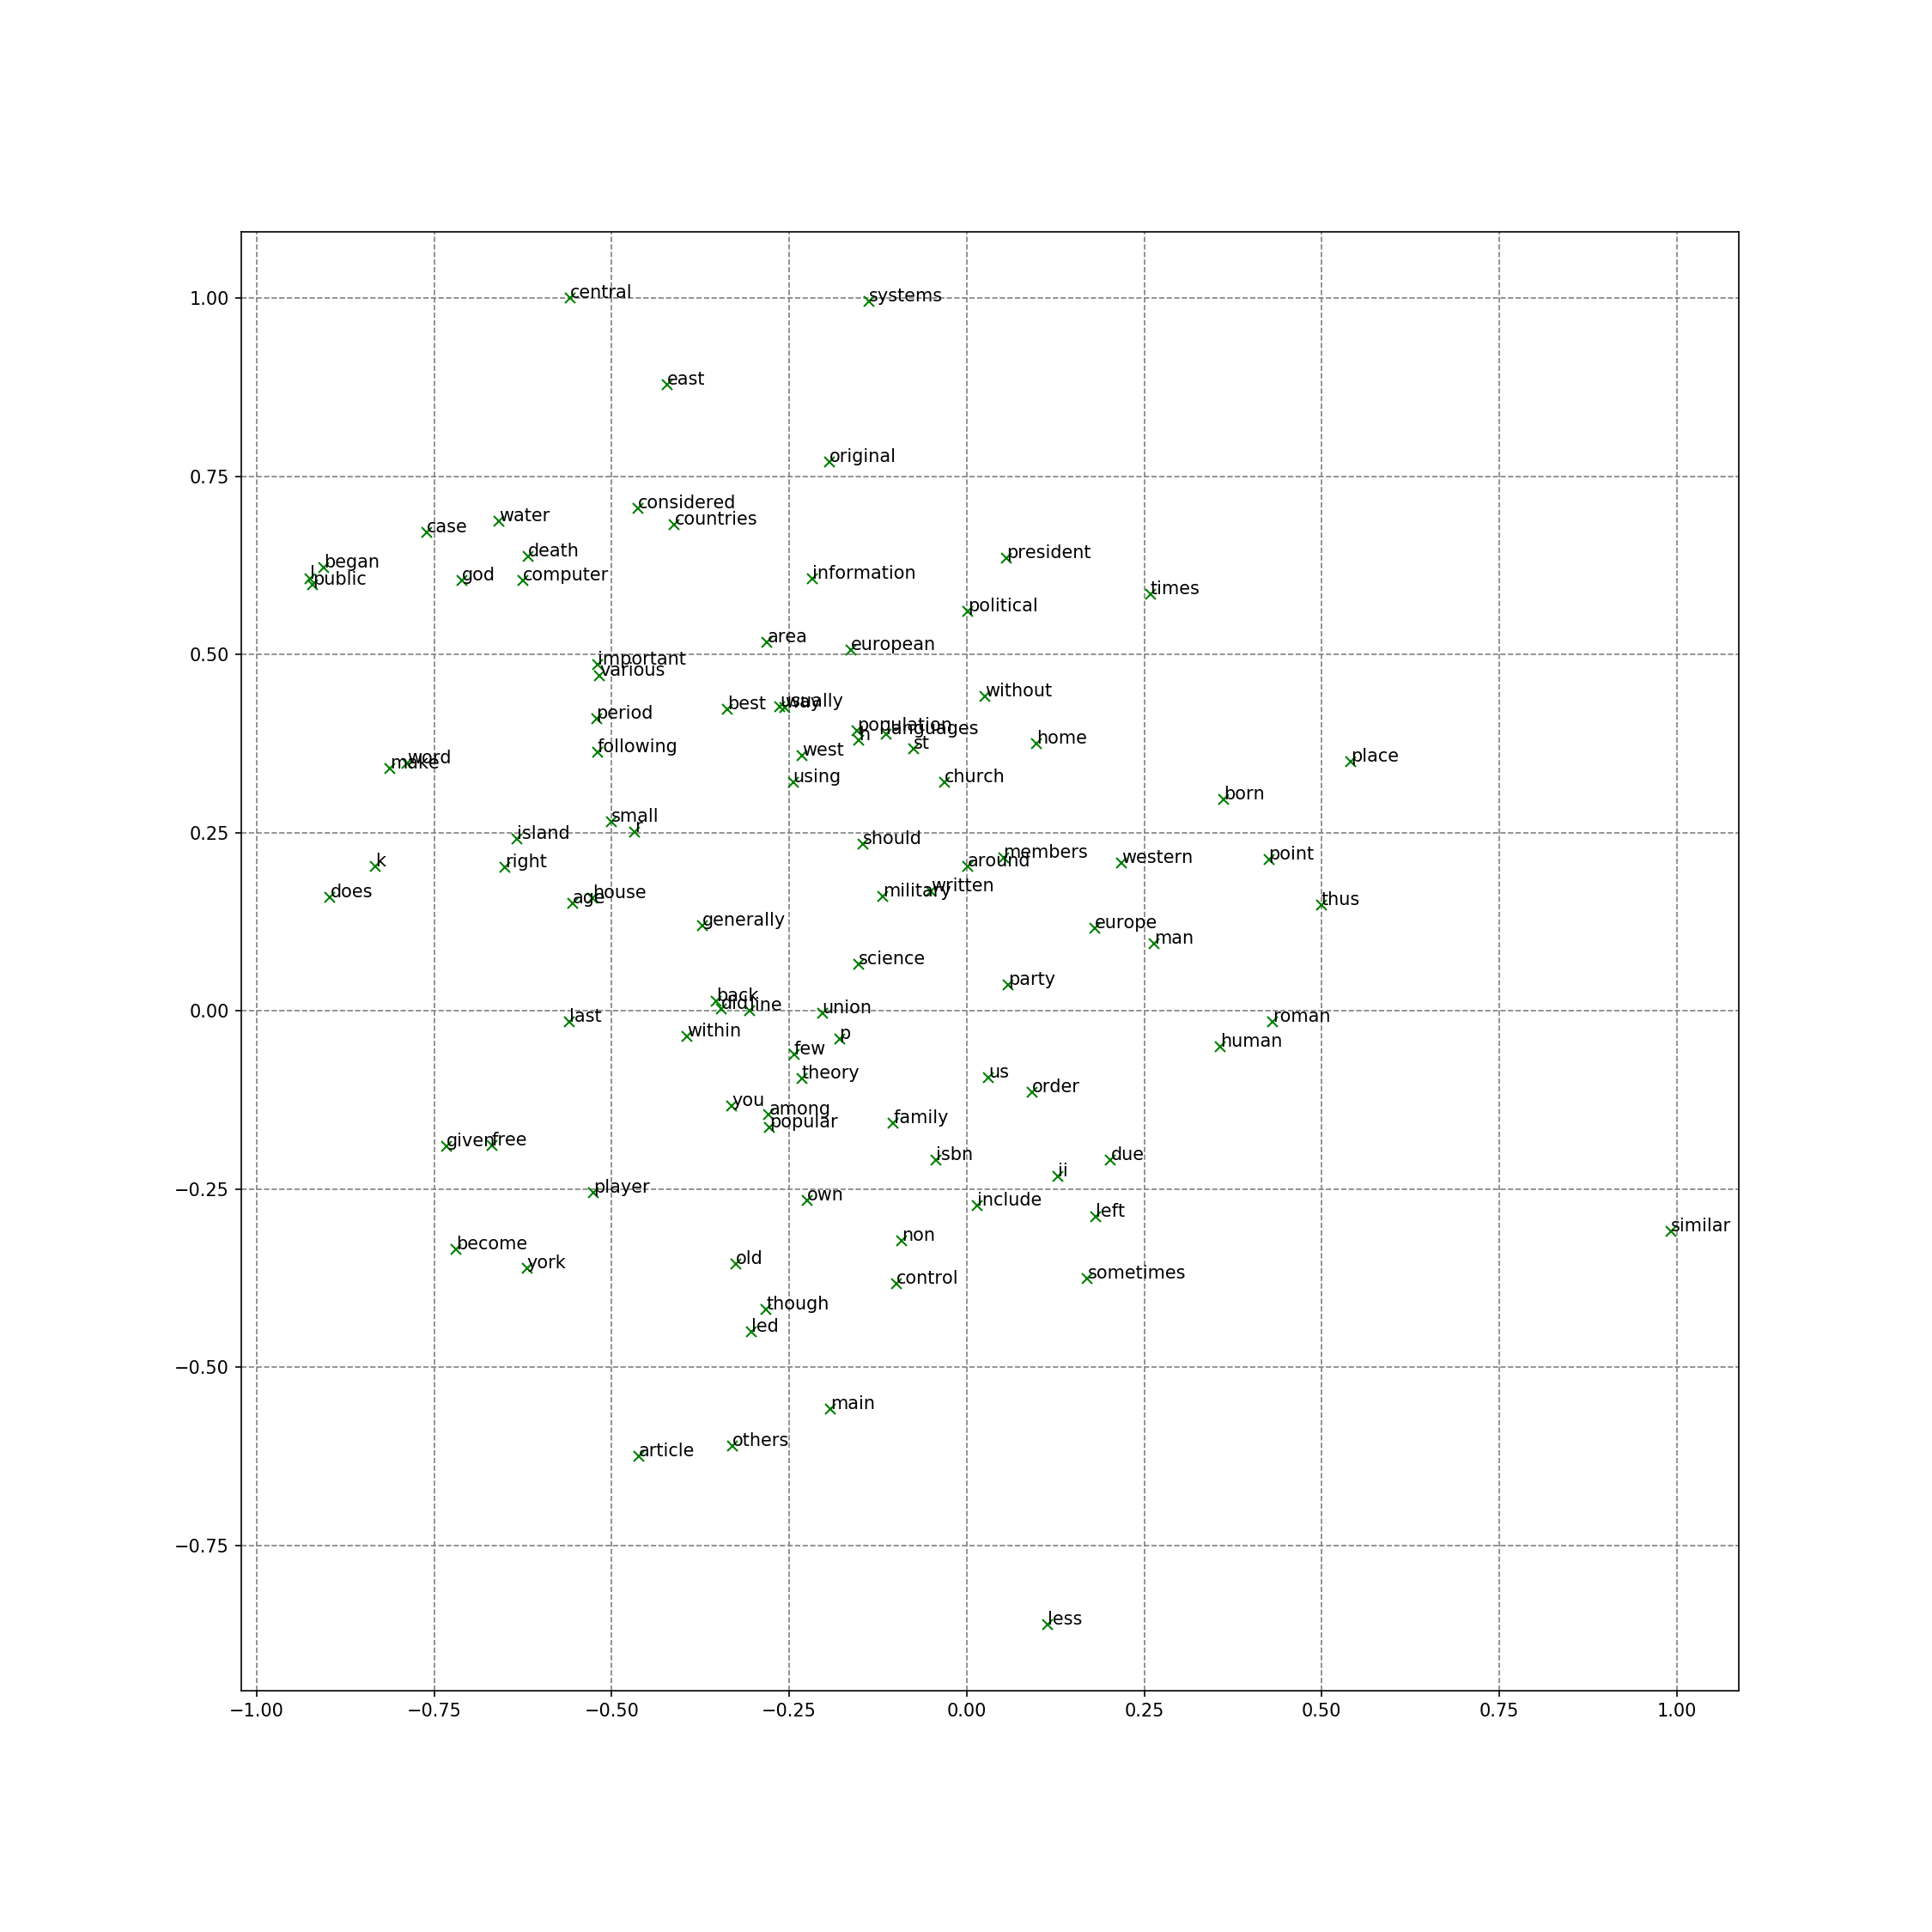 1.00
central
systems
east
original
0.75
considered
countries
water
case
death
president
began
l
public
god
computer
information
times
political
area
european
0.50
important
various
without
best
usually
way
period
population
languages
h
st
home
following
west
word
make
place
using
church
born
small
r
0.25
island
should
members
around
western
point
k
right
does
house
age
written
military
thus
generally
europe
man
science
party
back
did
line
union
0.00
last
roman
within
p
human
few
theory
us
order
you
among
popular
family
given
free
isbn
due
ii
−0.25
player
own
include
left
similar
non
become
york
old
control
sometimes
though
led
−0.50
main
others
article
−0.75
less
−1.00 −0.75 −0.50 −0.25 0.00 0.25 0.50 0.75 1.00